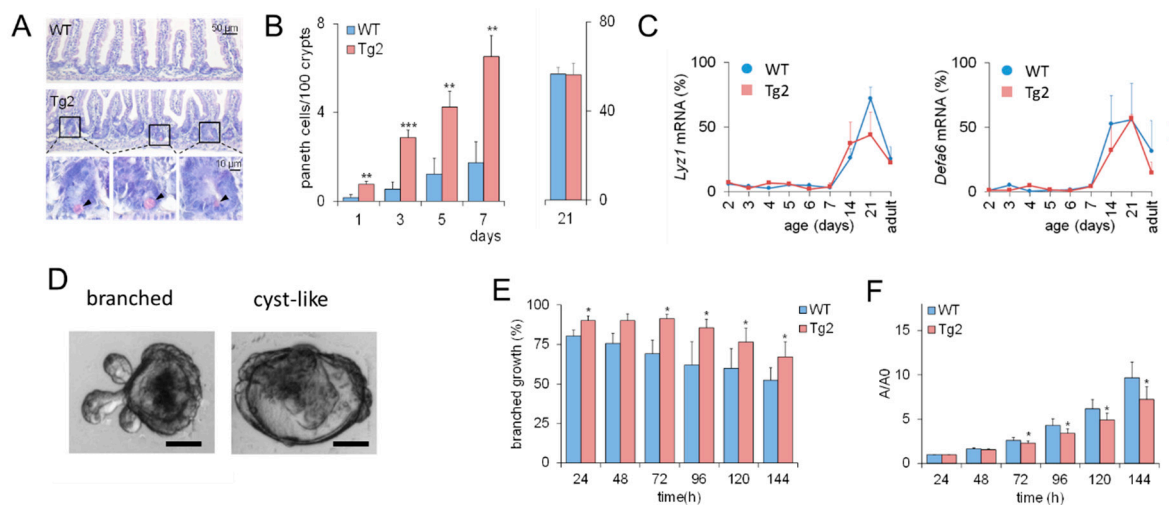 A
WT
50 µm
Tg2
10 µm
B
paneth cells/100 crypts
8
4
0
WT
Tg2
**
***
**
**
1
3
5
7
days
80
40
0
21
C
Lyz1 mRNA (%)
100
50
0
WT
Tg2
2
3
4
5
6
7
14
21
adult
age (days)
Defa6 mRNA (%)
100
50
0
WT
Tg2
2
3
4
5
6
7
14
21
adult
age (days)
D
branched
cyst-like
E
branched growth (%)
100
75
50
25
0
WT
Tg2
*
*
*
*
*
24
48
72
96
120
144
time(h)
F
A/A0
15
10
5
0
WT
Tg2
*
*
*
*
24
48
72
96
120
144
time (h)